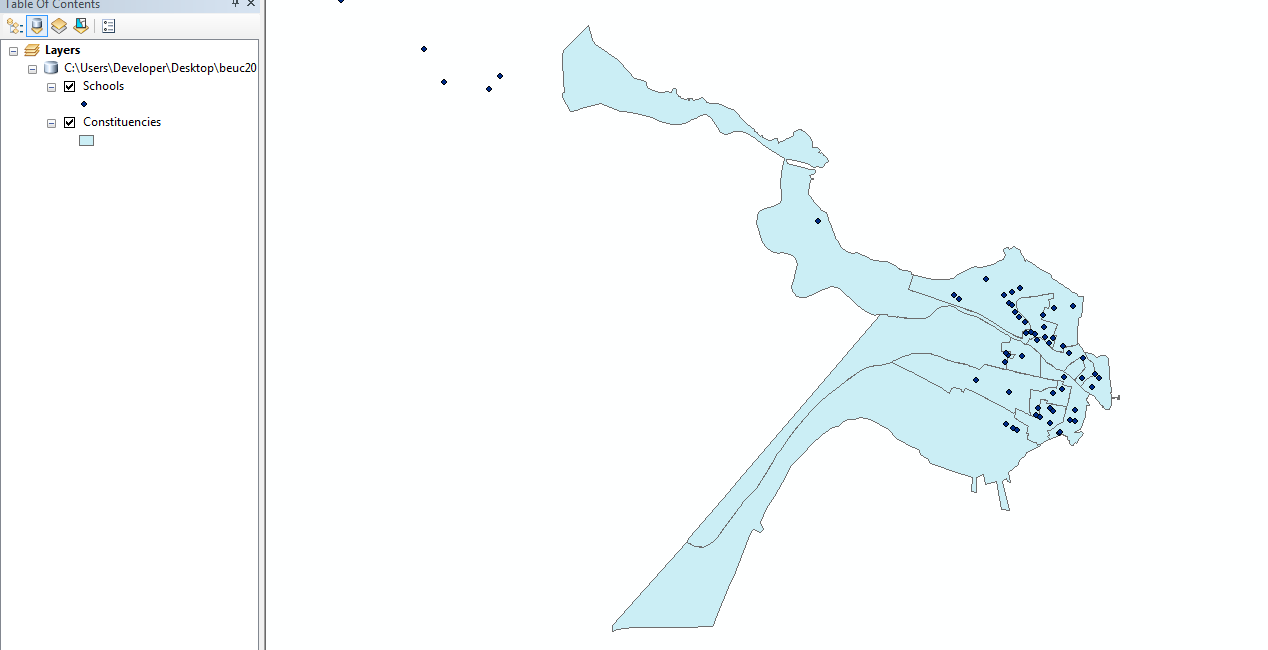 Table Of Contents
Layers
C:\Users\Developer\Desktop\beuc20
Schools
Constituencies